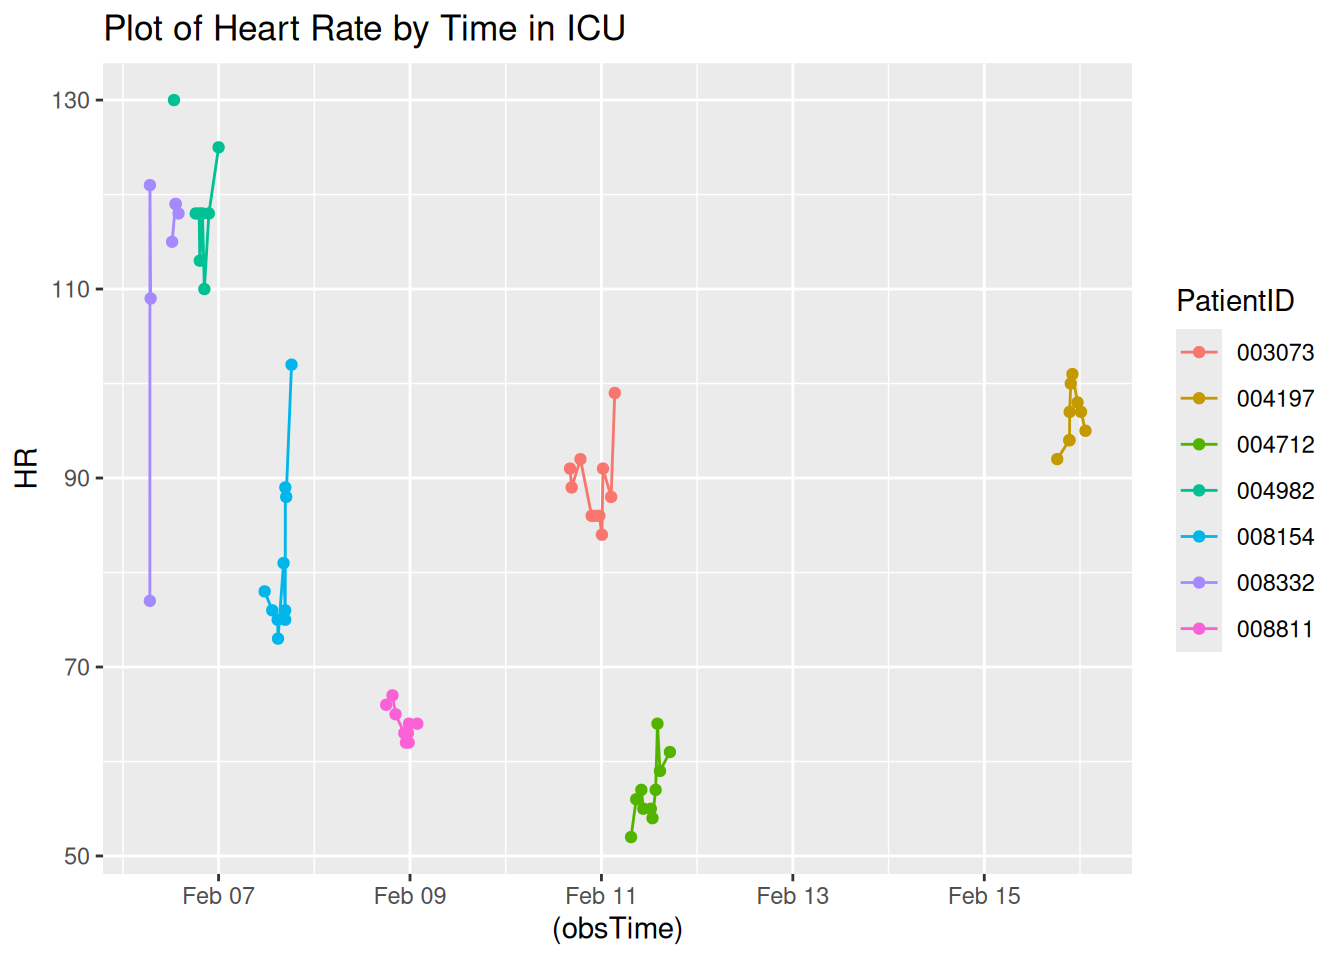 Plot of Heart Rate by Time in ICU
130
110
90
70
50
HR
Feb 07
Feb 09
Feb 11
Feb 13
Feb 15
(obsTime)
PatientID
003073
004197
004712
004982
008154
008332
008811